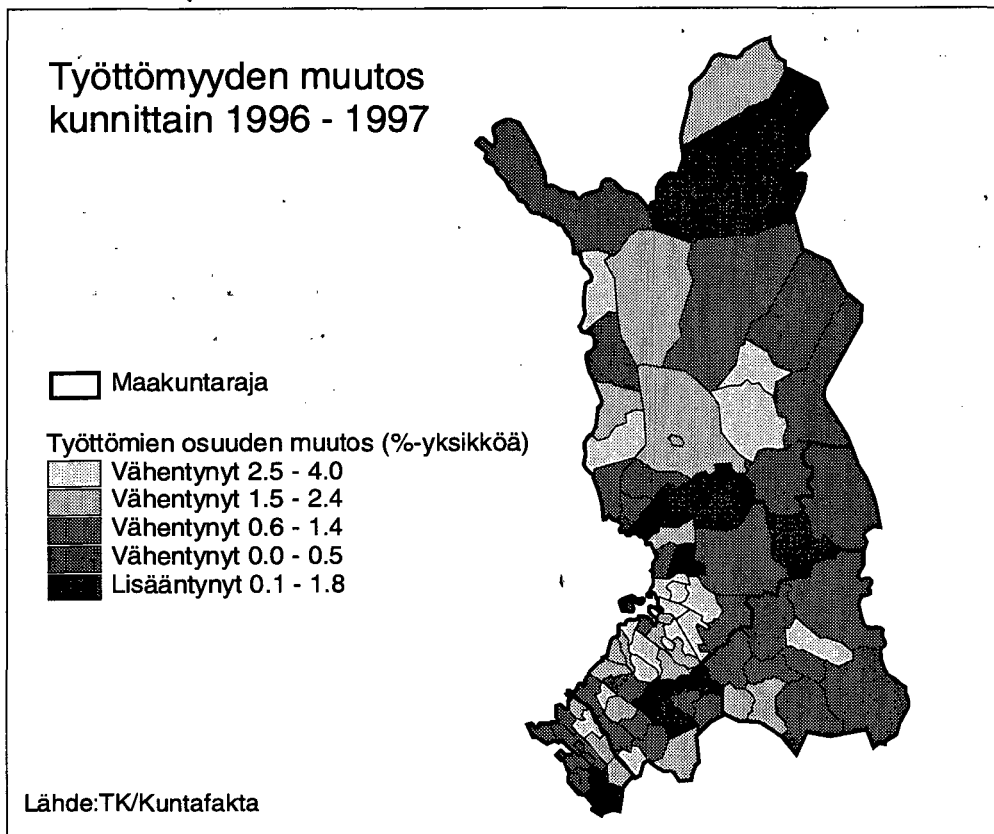 Työttömyyden muutos
kunnittain 1996 - 1997
Maakuntaraja
Työttömien osuuden muutos (%-yksikköä)
Vähentynyt 2.5 - 4.0
Vähentynyt 1.5 - 2.4
Vähentynyt 0.6 - 1.4
Vähentynyt 0.0 - 0.5
Lisääntynyt 0.1 - 1.8
Lähde:TK/Kuntafakta